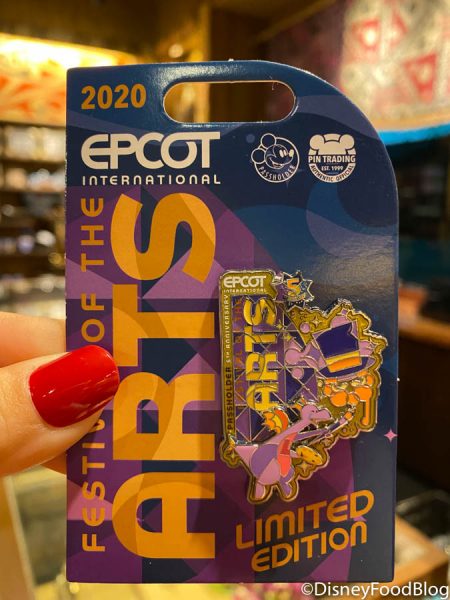 2020
EPCOT
INTERNATIONAL
FESTIVAL OF THE
ARTS
PASSHOLDER
PIN TRADING
EST. 1999
AUTHENTIC OFFICIAL
EPCOT
INTERNATIONAL
ARTS
PASSHOLDER 5TH ANNIVERSARY
5
LIMITED
EDITION
©DisneyFoodBlog